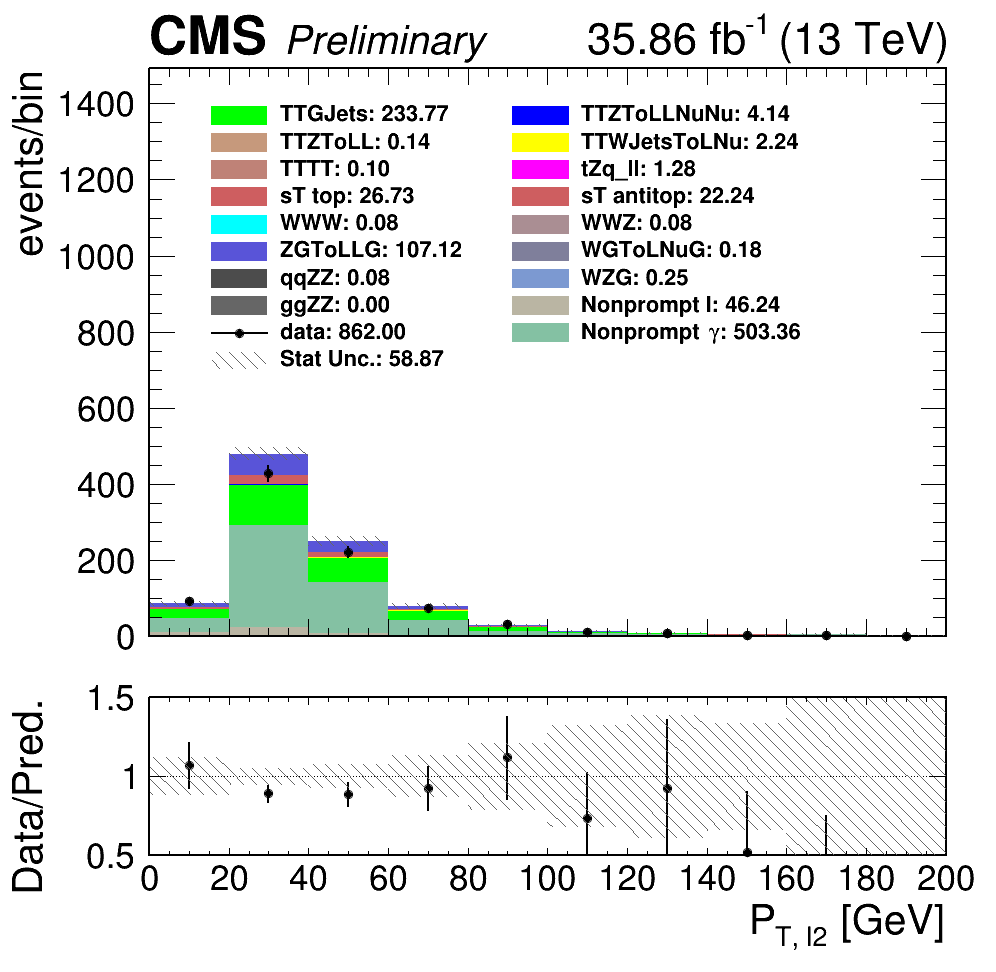 CMS Preliminary 35.86 fb-1 (13 TeV)
events/bin
1400
1200
1000
800
600
400
200
0
TTGJets: 233.77
TTZToLLNuNu: 4.14
TTZToLL: 0.14
TTWJetsToLNu: 2.24
TTTT: 0.10
tZq_ll: 1.28
sT top: 26.73
sT antitop: 22.24
WWW: 0.08
WWZ: 0.08
ZGToLLG: 107.12
WGToLNuG: 0.18
qqZZ: 0.08
WZG: 0.25
ggZZ: 0.00
Nonprompt l: 46.24
data: 862.00
Nonprompt γ: 503.36
Stat Unc.: 58.87
Data/Pred.
1.5
1
0.5
0 20 40 60 80 100 120 140 160 180 200
PT, l2 [GeV]